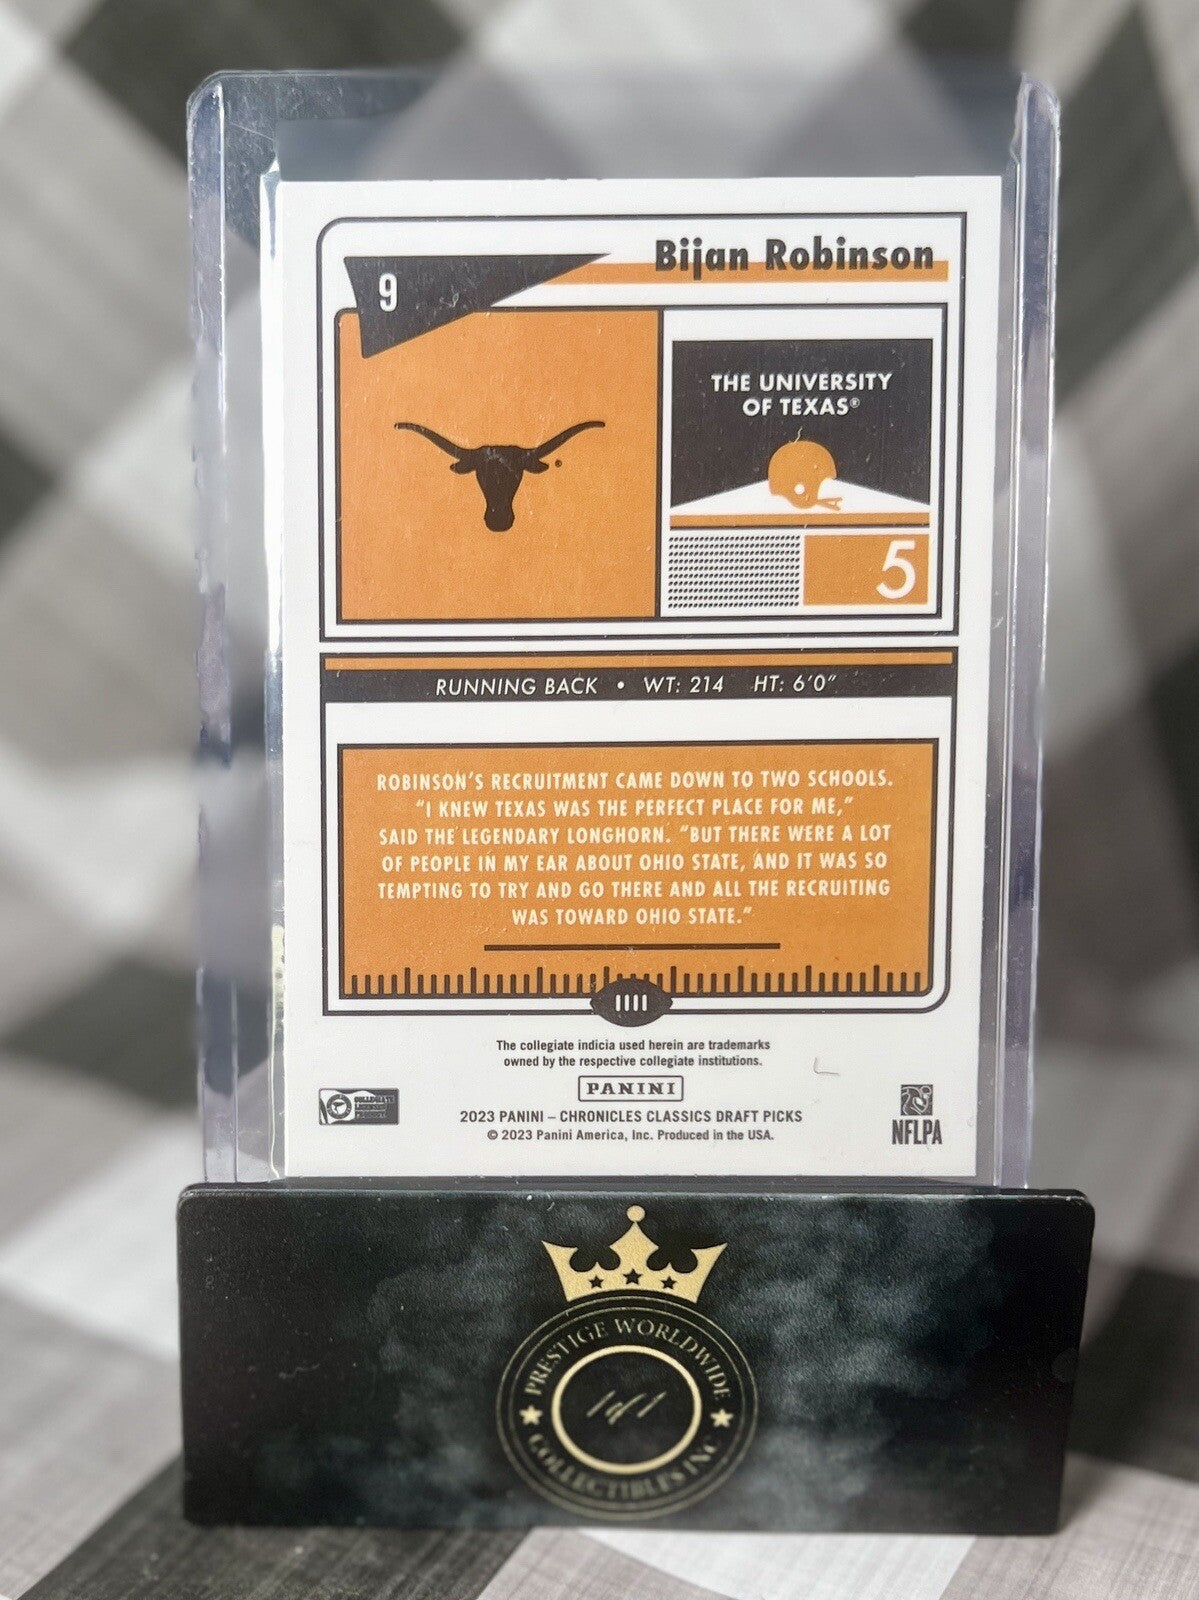 9
Bijan Robinson
THE UNIVERSITY
OF TEXAS®
5
RUNNING BACK • WT: 214 HT: 6'0"
ROBINSON'S RECRUITMENT CAME DOWN TO TWO SCHOOLS.
"I KNEW TEXAS WAS THE PERFECT PLACE FOR ME,"
SAID THE LEGENDARY LONGHORN. "BUT THERE WERE A LOT
OF PEOPLE IN MY EAR ABOUT OHIO STATE, AND IT WAS SO
TEMPTING TO TRY AND GO THERE AND ALL THE RECRUITING
WAS TOWARD OHIO STATE."
The collegiate indicia used herein are trademarks
owned by the respective collegiate institutions.
PANINI
COLLEGIATE
LICENSED
PRODUCT
2023 PANINI – CHRONICLES CLASSICS DRAFT PICKS
© 2023 Panini America, Inc. Produced in the USA.
NFLPA
PRESTIGE WORLDWIDE
1 of 1
COLLECTIBLES INC